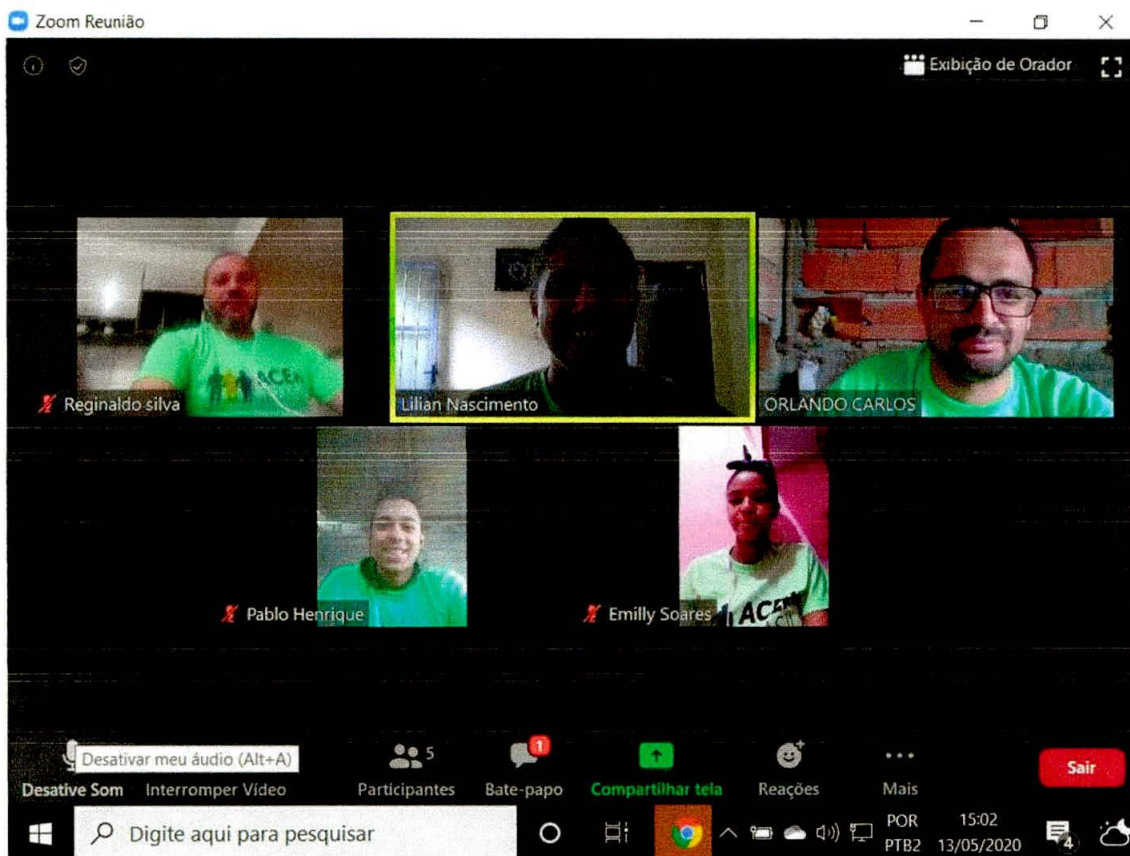 Zoom Reunião
Exibição de Orador
ACER
Reginaldo silva
Lilian Nascimento
ORLANDO CARLOS
Pablo Henrique
ACER
Emilly Soares
5
1
Desativar meu áudio (Alt+A)
Desative Som
Interromper Vídeo
Participantes
Bate-papo
Compartilhar tela
Reações
Mais
Sair
Digite aqui para pesquisar
POR
PTB2
15:02
13/05/2020
4